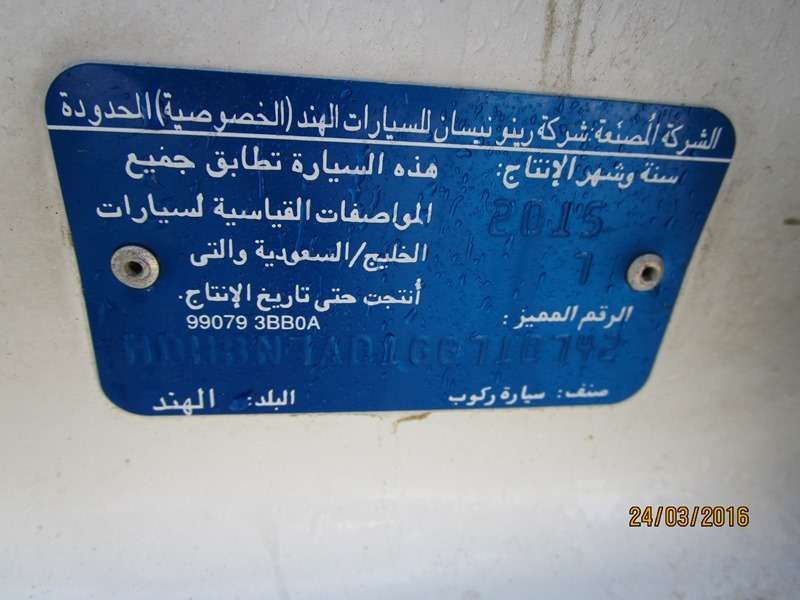 الشركة المصنعة: شركة رينو نيسان للسيارات الهند (الخصوصية) المحدودة
سنة وشهر الإنتاج:
2015
7
هذه السيارة تطابق جميع
المواصفات القياسية لسيارات
الخليج/السعودية والتى
أنتجت حتى تاريخ الإنتاج.
99079 3BB0A
الرقم المميز:
صنف: سيارة ركوب
البلد: الهند
24/03/2016